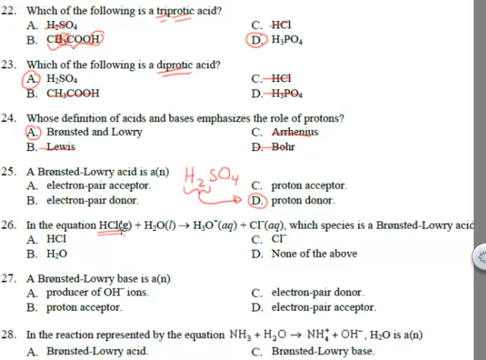 22. Which of the following is a triprotic acid?
A. H₂SO₄ C. HCl
B. CH₃COOH D. H₃PO₄
23. Which of the following is a diprotic acid?
A. H₂SO₄ C. HCl
B. CH₃COOH D. H₃PO₄
24. Whose definition of acids and bases emphasizes the role of protons?
A. Brønsted and Lowry C. Arrhenius
B. Lewis D. Bohr
25. A Brønsted-Lowry acid is a(n) H₂SO₄
A. electron-pair acceptor. C. proton acceptor.
B. electron-pair donor. D. proton donor.
26. In the equation HCl(g) + H₂O(l) → H₃O⁺(aq) + Cl⁻(aq), which species is a Brønsted-Lowry acid
A. HCl C. Cl⁻
B. H₂O D. None of the above
27. A Brønsted-Lowry base is a(n)
A. producer of OH⁻ ions. C. electron-pair donor.
B. proton acceptor. D. electron-pair acceptor.
28. In the reaction represented by the equation NH₃ + H₂O → NH₄⁺ + OH⁻, H₂O is a(n)
A. Brønsted-Lowry acid. C. Brønsted-Lowry base.